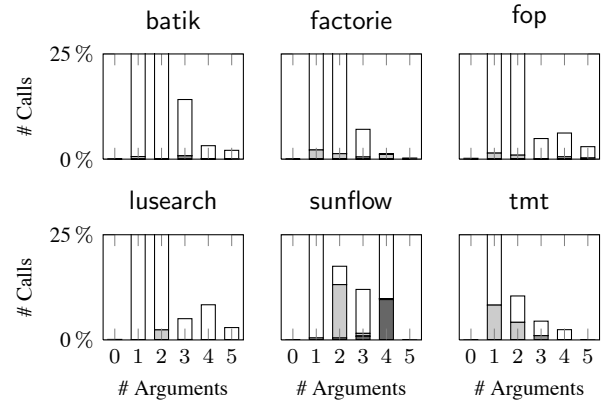 batik factorie fop
25 %
# Calls
0 %
lusearch sunflow tmt
25 %
# Calls
0 %
0 1 2 3 4 5 0 1 2 3 4 5 0 1 2 3 4 5
# Arguments # Arguments # Arguments